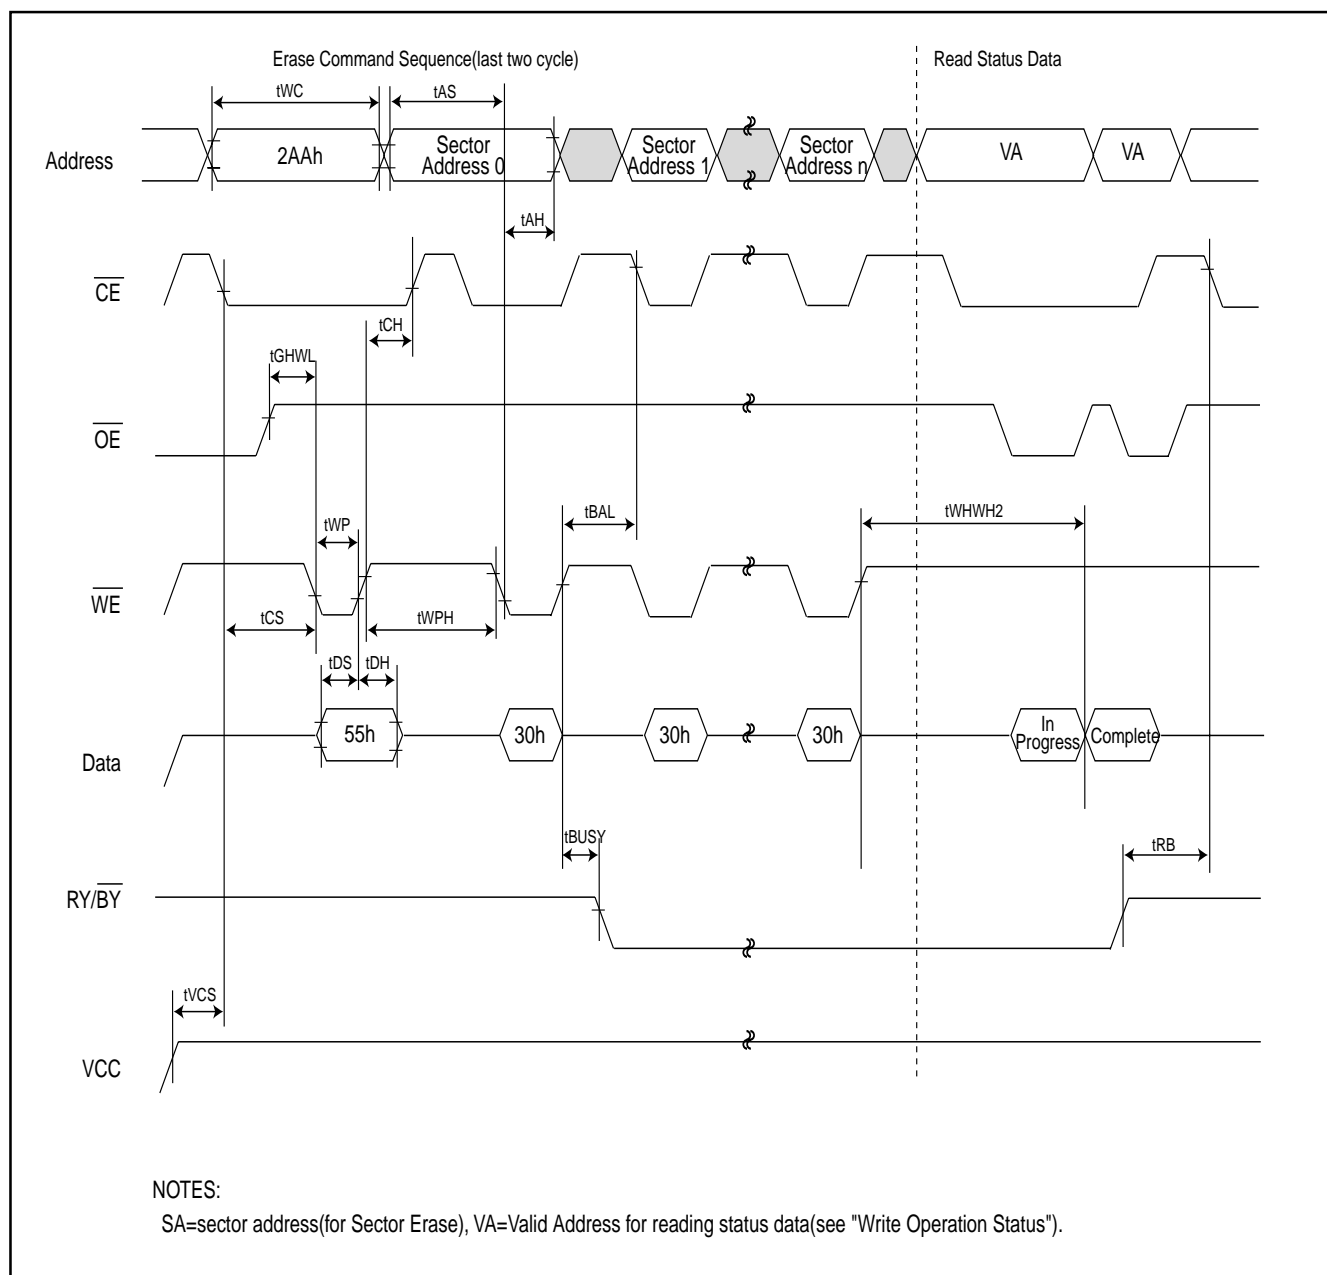 Erase Command Sequence(last two cycle)
Read Status Data
tWC
tAS
Address
2AAh
Sector
Address 0
Sector
Address 1
Sector
Address n
VA
VA
tAH
CE
tCH
tGHWL
OE
tBAL
tWHWH2
tWP
WE
tCS
tWPH
tDS
tDH
Data
55h
30h
30h
30h
In
Progress
Complete
tBUSY
tRB
RY/BY
tVCS
VCC
NOTES:
SA=sector address(for Sector Erase), VA=Valid Address for reading status data(see "Write Operation Status").